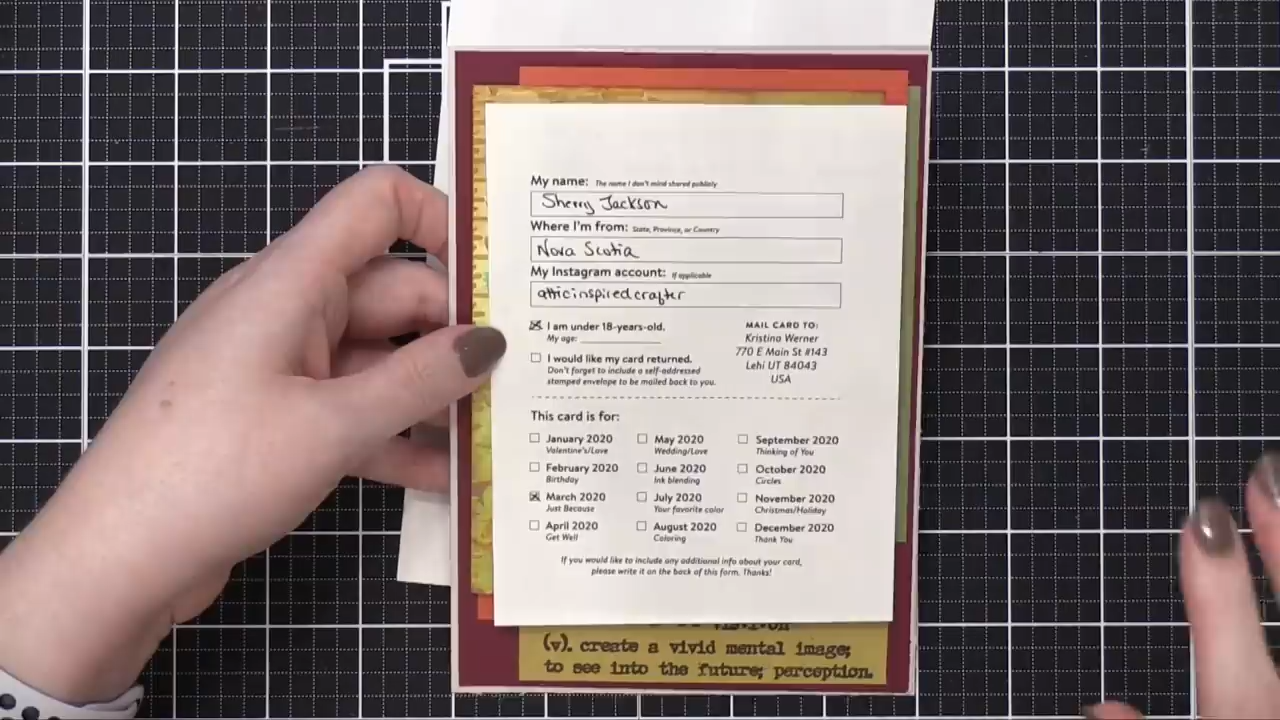 My name: The name I don't mind shared publicly
Sherry Jackson
Where I'm from: State, Province, or Country
Nova Scotia
My Instagram account: If applicable
atticinspiredcrafter
I am under 18-years-old.
My age:
I would like my card returned.
Don't forget to include a self-addressed
stamped envelope to be mailed back to you.
MAIL CARD TO:
Kristina Werner
770 E Main St #143
Lehi UT 84043
USA
This card is for:
January 2020
Valentine's/Love
February 2020
Birthday
March 2020
Just Because
April 2020
Get Well
May 2020
Wedding/Love
June 2020
Ink blending
July 2020
Your favorite color
August 2020
Coloring
September 2020
Thinking of You
October 2020
Circles
November 2020
Christmas/Holiday
December 2020
Thank You
If you would like to include any additional info about your card,
please write it on the back of this form. Thanks!
(v). create a vivid mental image;
to see into the future; perception.